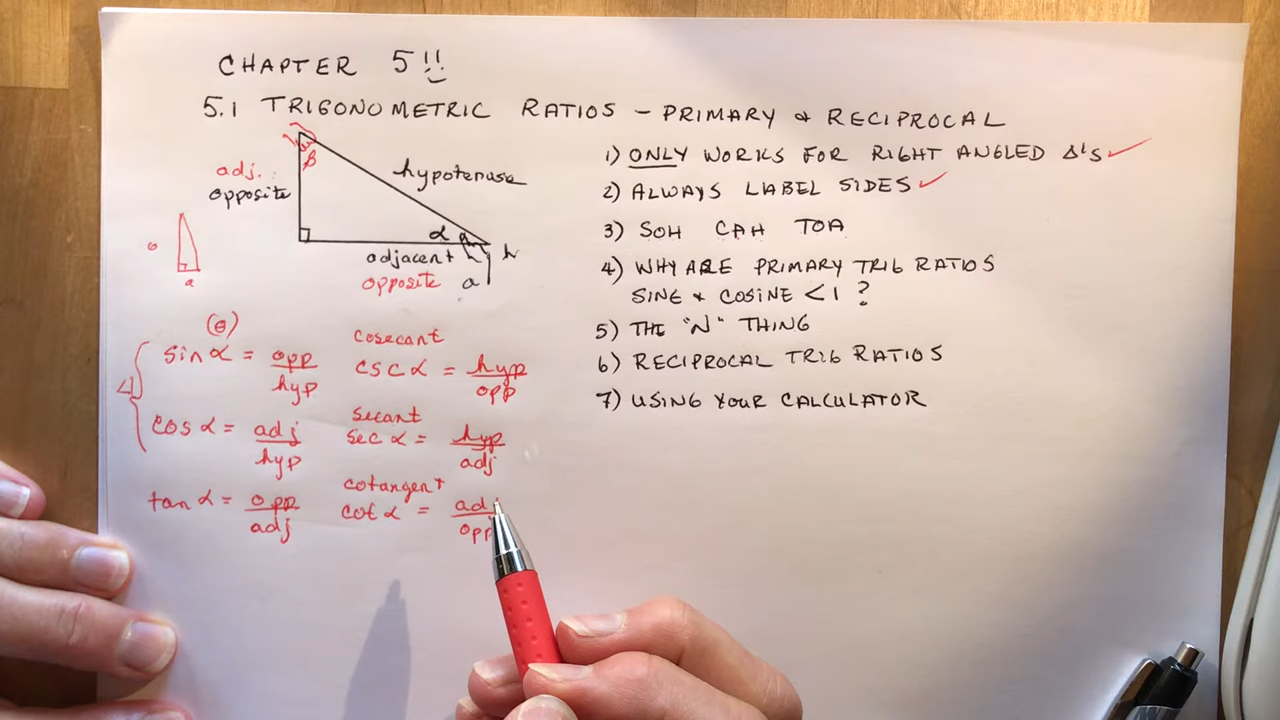 CHAPTER 5!!
5.1 TRIGONOMETRIC RATIOS - PRIMARY & RECIPROCAL
β
adj.
opposite
hypotenuse
α
h
adjacent
opposite
a
o
a
1) ONLY WORKS FOR RIGHT ANGLED Δ'S ✓
2) ALWAYS LABEL SIDES ✓
3) SOH CAH TOA
4) WHY ARE PRIMARY TRIG RATIOS
SINE & COSINE < 1 ?
5) THE "N" THING
6) RECIPROCAL TRIG RATIOS
7) USING YOUR CALCULATOR
(θ)
sin α = opp/hyp
cosecant
csc α = hyp/opp
<1
cos α = adj/hyp
secant
sec α = hyp/adj
tan α = opp/adj
cotangent
cot α = adj/opp